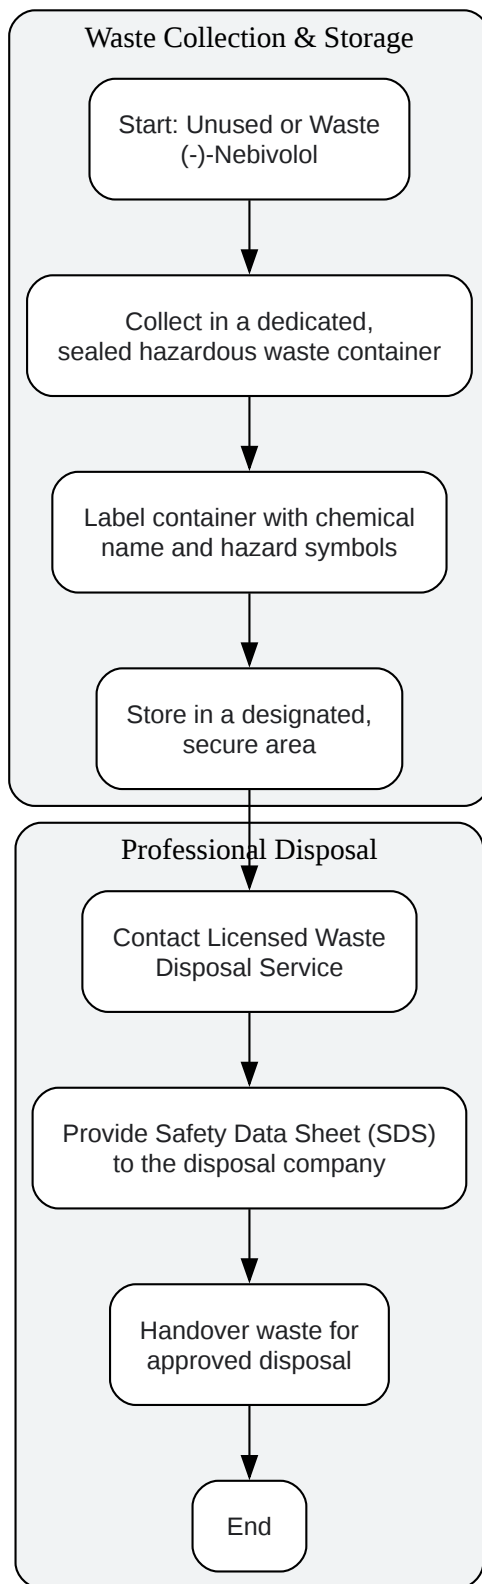 Waste Collection & Storage
Start: Unused or Waste
(-)-Nebivolol
Collect in a dedicated,
sealed hazardous waste container
Label container with chemical
name and hazard symbols
Store in a designated,
secure area
Professional Disposal
Contact Licensed Waste
Disposal Service
Provide Safety Data Sheet (SDS)
to the disposal company
Handover waste for
approved disposal
End